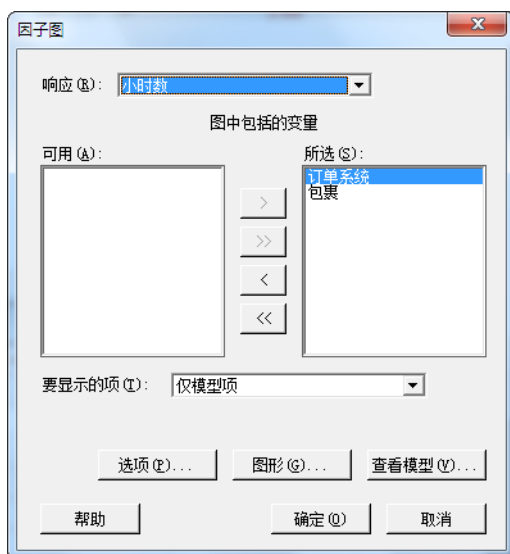 因子图
响应(R): 小时数
图中包括的变量
可用(A): 所选(S):
订单系统
包裹
>
>>
<
<<
要显示的项(T): 仅模型项
选项(P)... 图形(G)... 查看模型(V)...
帮助 确定(O) 取消